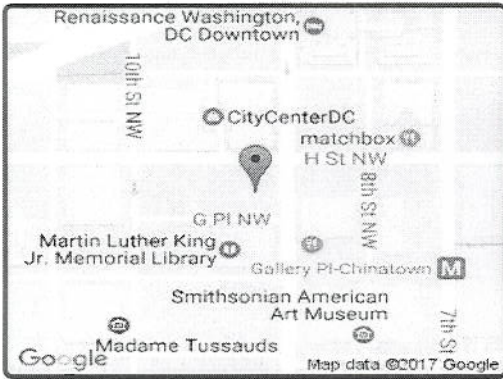 Renaissance Washington,
DC Downtown
10th St NW
CityCenterDC
matchbox
H St NW
8th St NW
G Pl NW
Martin Luther King
Jr. Memorial Library
Gallery Pl-Chinatown M
Smithsonian American
Art Museum
7th St
Madame Tussauds
Google
Map data ©2017 Google